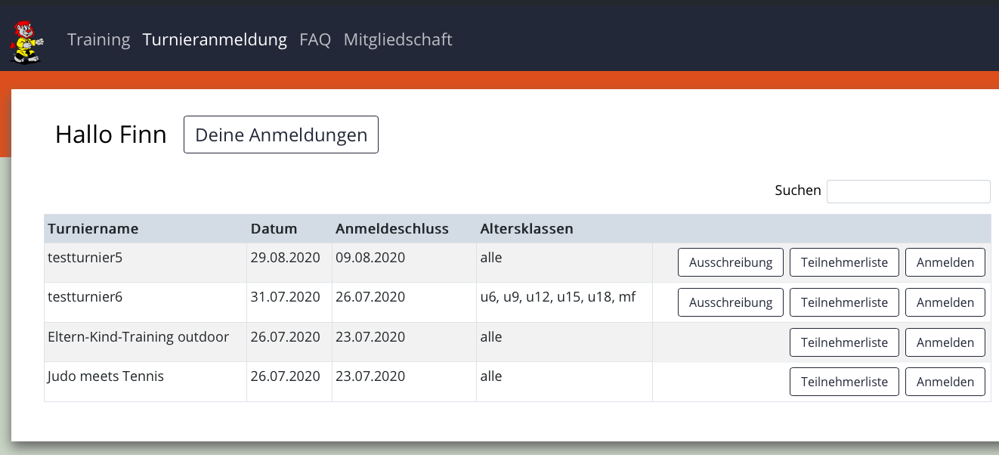 Training Turnieranmeldung FAQ Mitgliedschaft
Hallo Finn Deine Anmeldungen
Suchen
Turniername Datum Anmeldeschluss Altersklassen
testturnier5 29.08.2020 09.08.2020 alle Ausschreibung Teilnehmerliste Anmelden
testturnier6 31.07.2020 26.07.2020 u6, u9, u12, u15, u18, mf Ausschreibung Teilnehmerliste Anmelden
Eltern-Kind-Training outdoor 26.07.2020 23.07.2020 alle Teilnehmerliste Anmelden
Judo meets Tennis 26.07.2020 23.07.2020 alle Teilnehmerliste Anmelden